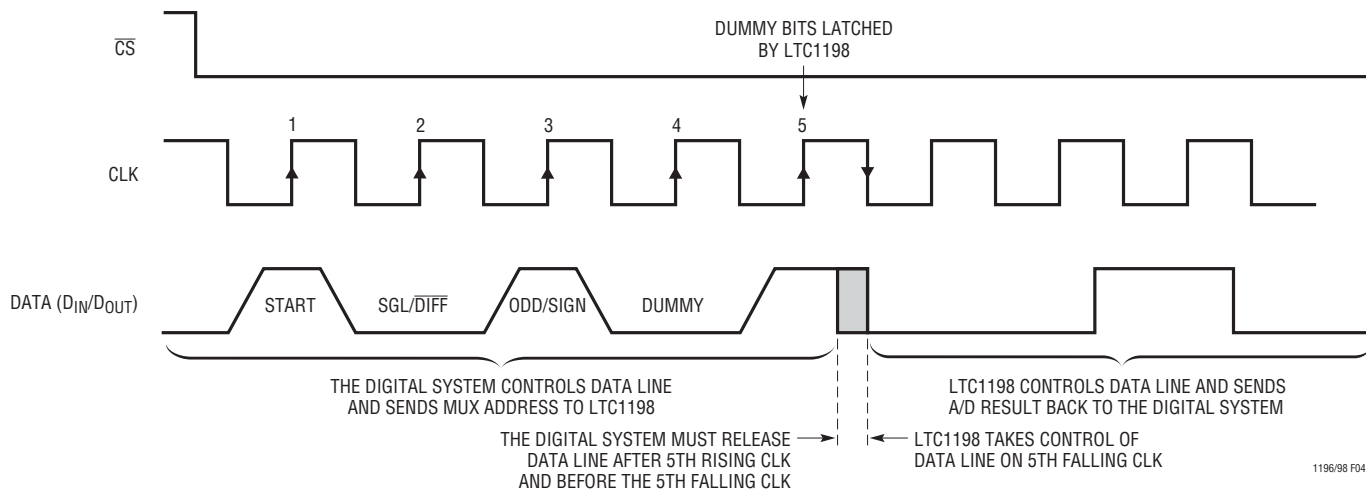 DUMMY BITS LATCHED
BY LTC1198
CS
1 2 3 4 5
CLK
DATA (DIN/DOUT)
START SGL/DIFF ODD/SIGN DUMMY
THE DIGITAL SYSTEM CONTROLS DATA LINE
AND SENDS MUX ADDRESS TO LTC1198
LTC1198 CONTROLS DATA LINE AND SENDS
A/D RESULT BACK TO THE DIGITAL SYSTEM
THE DIGITAL SYSTEM MUST RELEASE
DATA LINE AFTER 5TH RISING CLK
AND BEFORE THE 5TH FALLING CLK
LTC1198 TAKES CONTROL OF
DATA LINE ON 5TH FALLING CLK
1196/98 F04